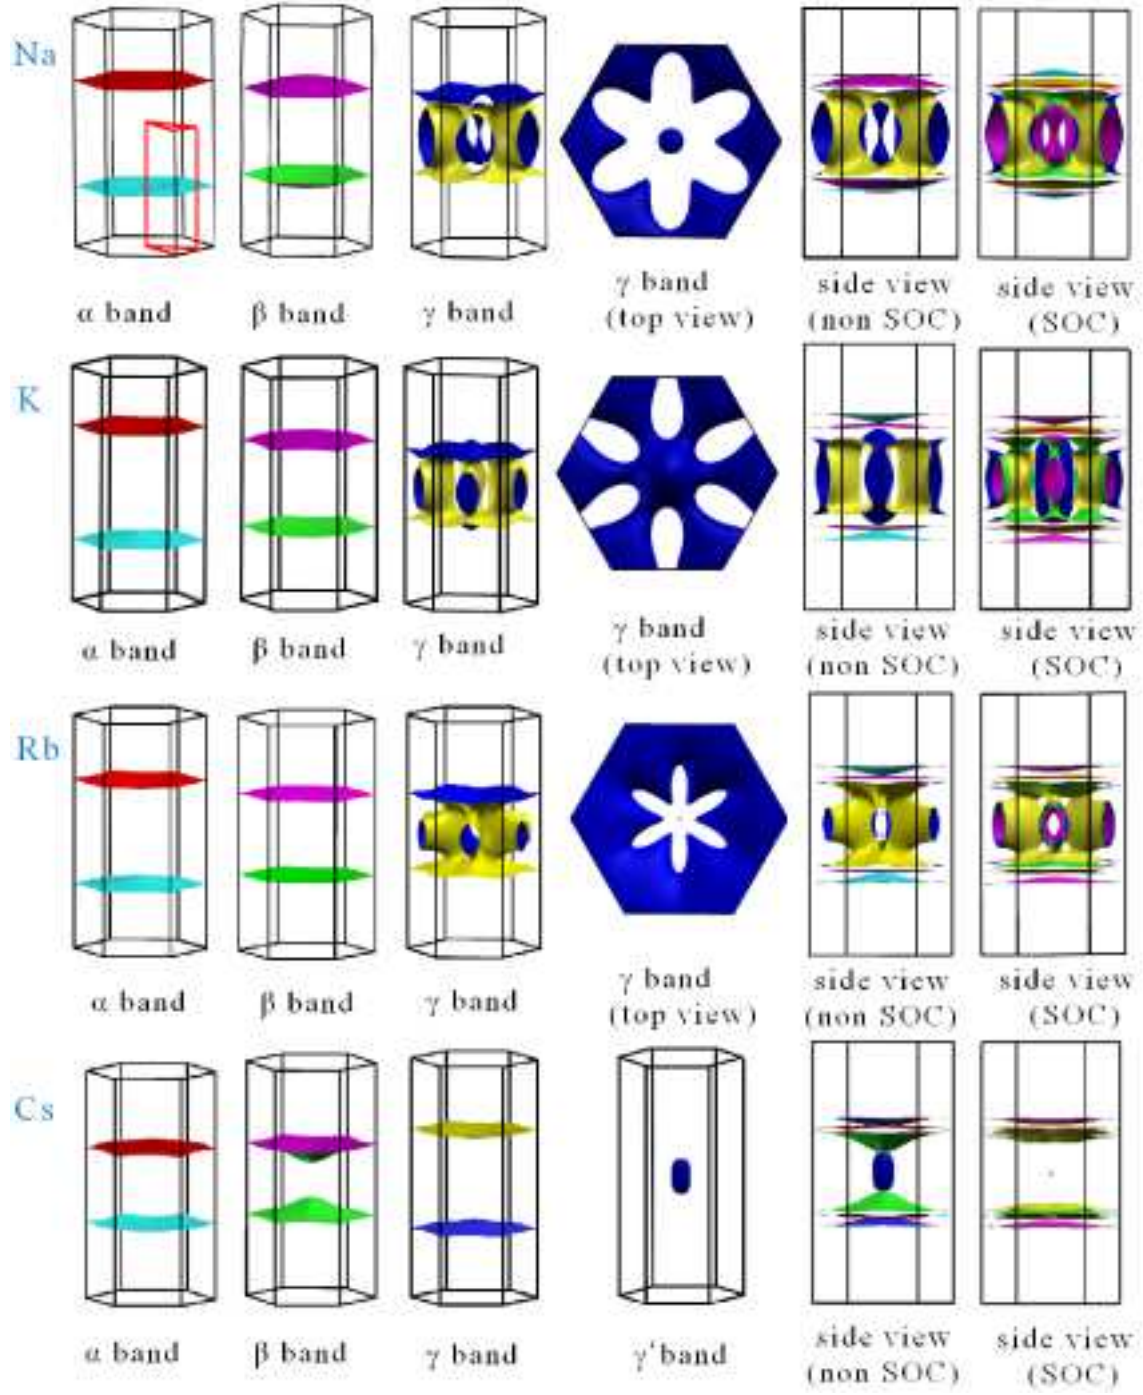 Na
α band
β band
γ band
γ band
(top view)
side view
(non SOC)
side view
(SOC)
K
α band
β band
γ band
γ band
(top view)
side view
(non SOC)
side view
(SOC)
Rb
α band
β band
γ band
γ band
(top view)
side view
(non SOC)
side view
(SOC)
Cs
α band
β band
γ band
γ'band
side view
(non SOC)
side view
(SOC)